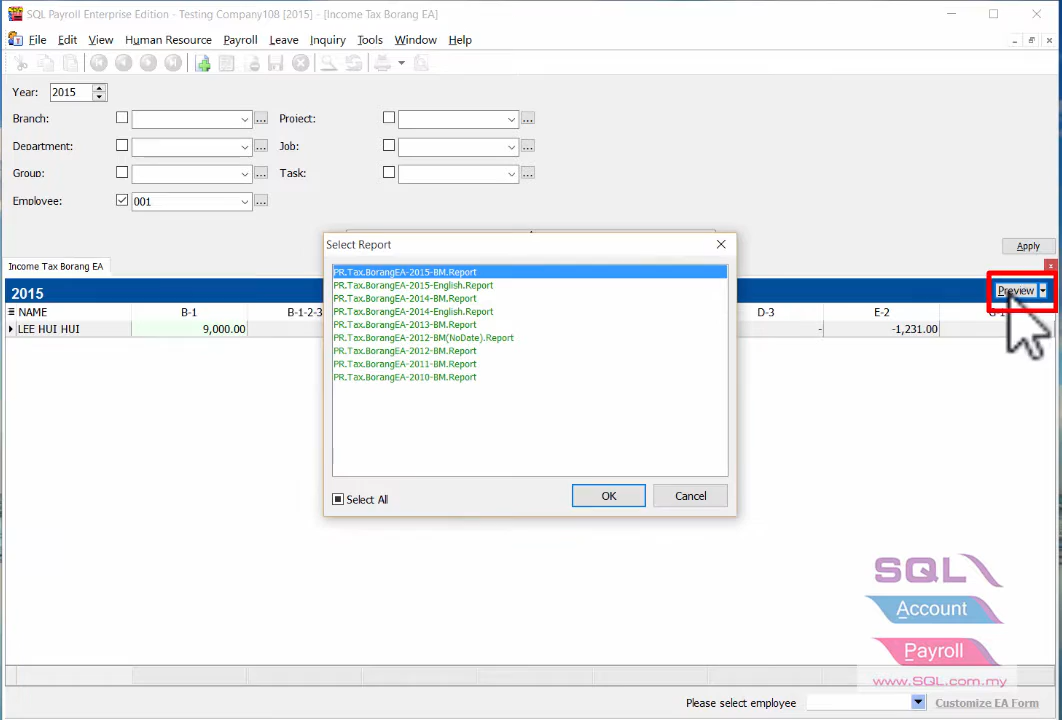 SQL Payroll Enterprise Edition - Testing Company108 [2015] - [Income Tax Borang EA]
File Edit View Human Resource Payroll Leave Inquiry Tools Window Help
Year: 2015
Branch: Project:
Department: Job:
Group: Task:
Employee: 001
Select Report
Apply
Income Tax Borang EA
2015 Preview
NAME B-1 B-1-2-3 D-3 E-2
LEE HUI HUI 9,000.00 - -1,231.00
PR.Tax.BorangEA-2015-BM.Report
PR.Tax.BorangEA-2015-English.Report
PR.Tax.BorangEA-2014-BM.Report
PR.Tax.BorangEA-2014-English.Report
PR.Tax.BorangEA-2013-BM.Report
PR.Tax.BorangEA-2012-BM(NoDate).Report
PR.Tax.BorangEA-2012-BM.Report
PR.Tax.BorangEA-2011-BM.Report
PR.Tax.BorangEA-2010-BM.Report
Select All OK Cancel
SQL
Account
Payroll
www.SQL.com.my
Please select employee Customize EA Form